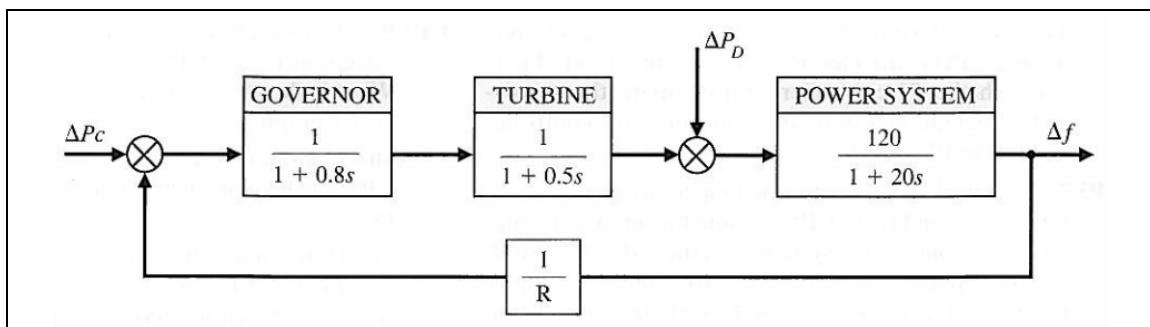 ΔP_D
GOVERNOR
TURBINE
POWER SYSTEM
ΔPc
1
1 + 0.8s
1
1 + 0.5s
120
1 + 20s
Δf
1
R